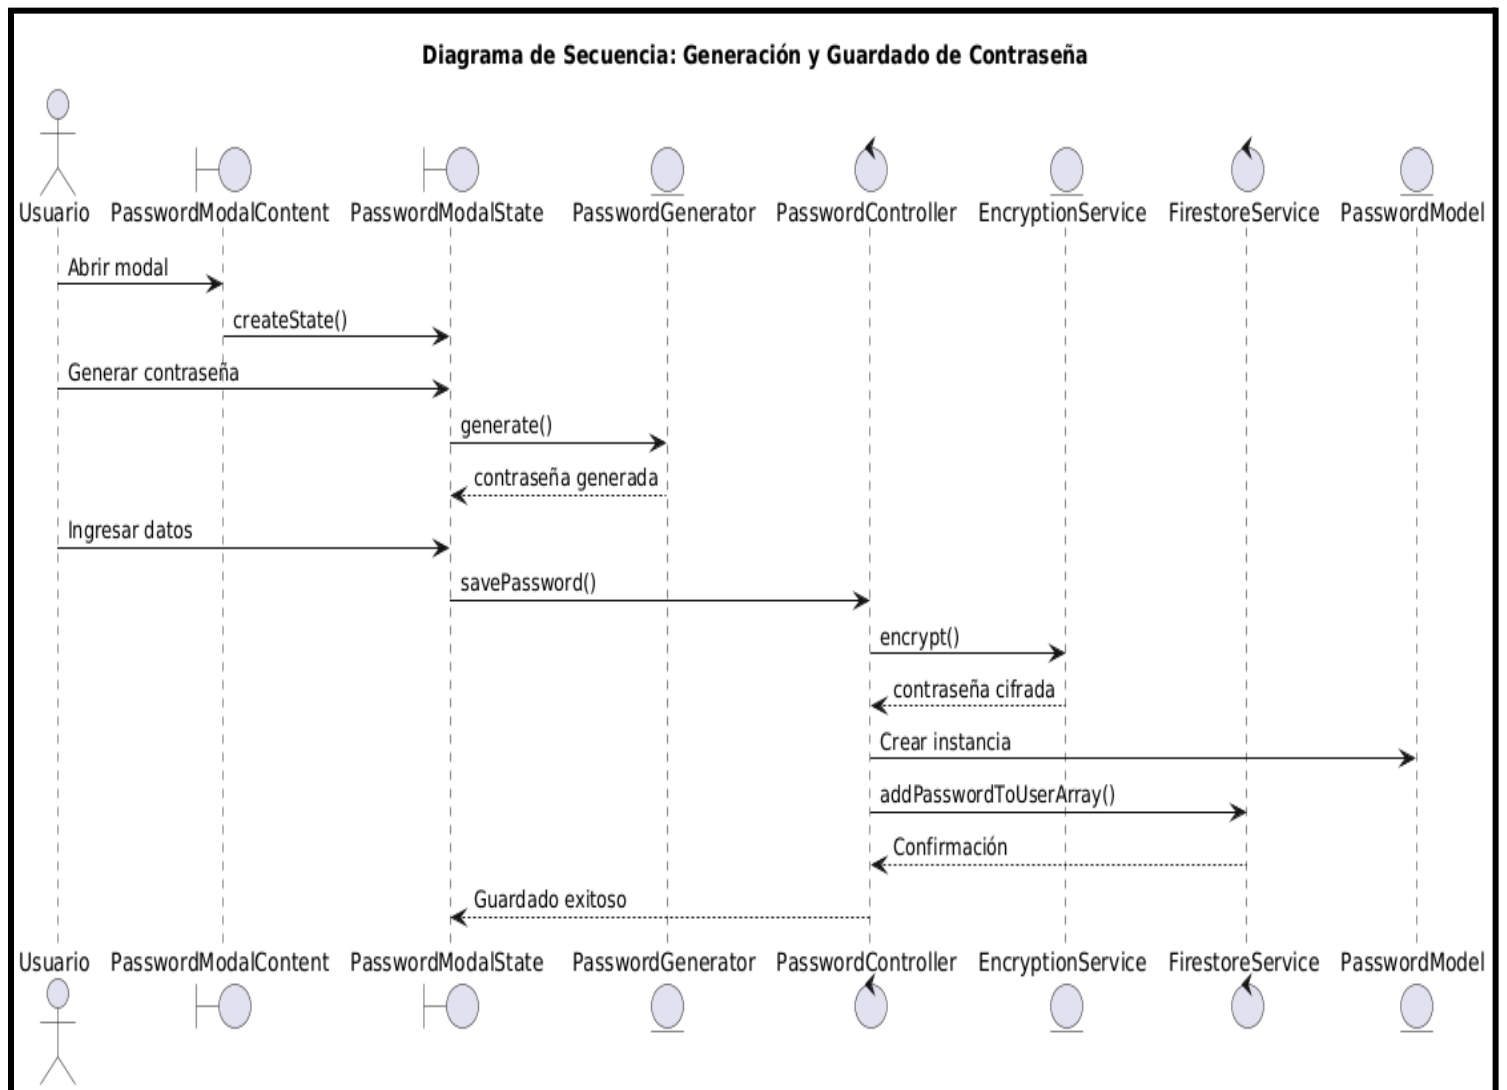 Diagrama de Secuencia: Generación y Guardado de Contraseña
Usuario PasswordModalContent PasswordModalState PasswordGenerator PasswordController EncryptionService FirestoreService PasswordModel
Abrir modal
createState()
Generar contraseña
generate()
contraseña generada
Ingresar datos
savePassword()
encrypt()
contraseña cifrada
Crear instancia
addPasswordToUserArray()
Confirmación
Guardado exitoso
Usuario PasswordModalContent PasswordModalState PasswordGenerator PasswordController EncryptionService FirestoreService PasswordModel